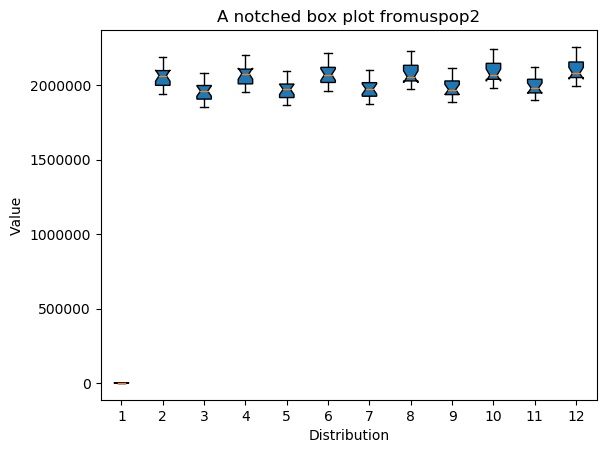 A notched box plot fromuspop2
2000000
1500000
1000000
500000
0
Value
1 2 3 4 5 6 7 8 9 10 11 12
Distribution